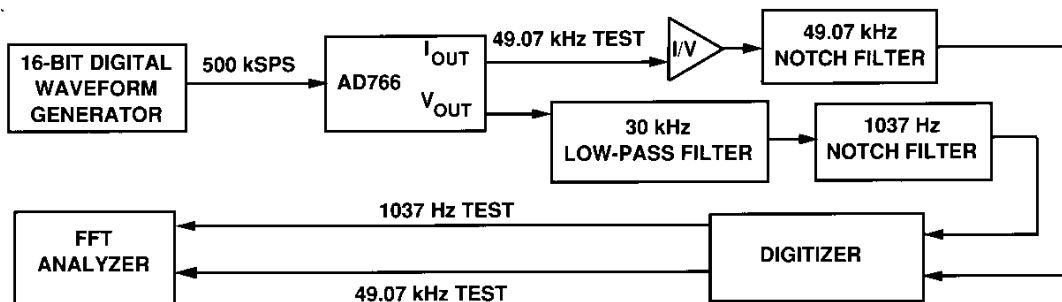 16-BIT DIGITAL
WAVEFORM
GENERATOR
500 kSPS
AD766
IOUT
VOUT
49.07 kHz TEST
I/V
49.07 kHz
NOTCH FILTER
30 kHz
LOW-PASS FILTER
1037 Hz
NOTCH FILTER
1037 Hz TEST
FFT
ANALYZER
DIGITIZER
49.07 kHz TEST